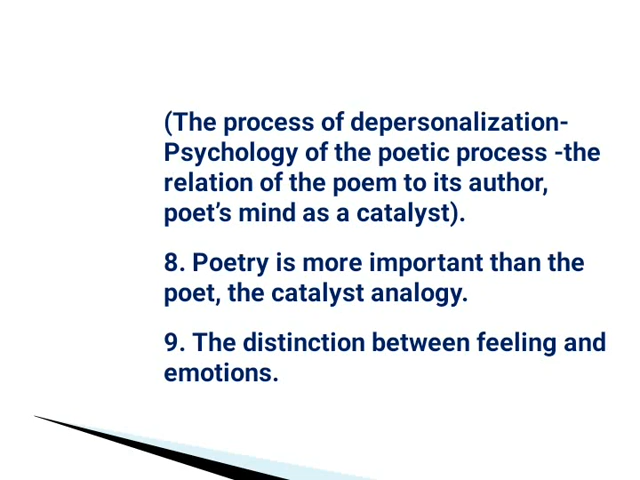 (The process of depersonalization-
Psychology of the poetic process -the
relation of the poem to its author,
poet’s mind as a catalyst).
8. Poetry is more important than the
poet, the catalyst analogy.
9. The distinction between feeling and
emotions.